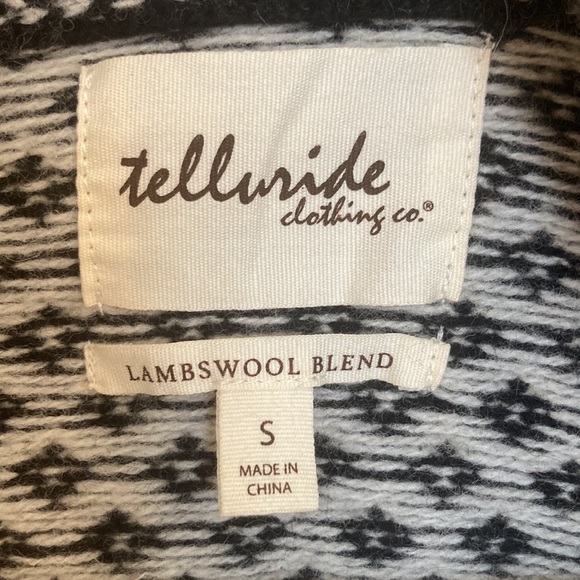 telluride
clothing co.®
LAMBSWOOL BLEND
S
MADE IN
CHINA